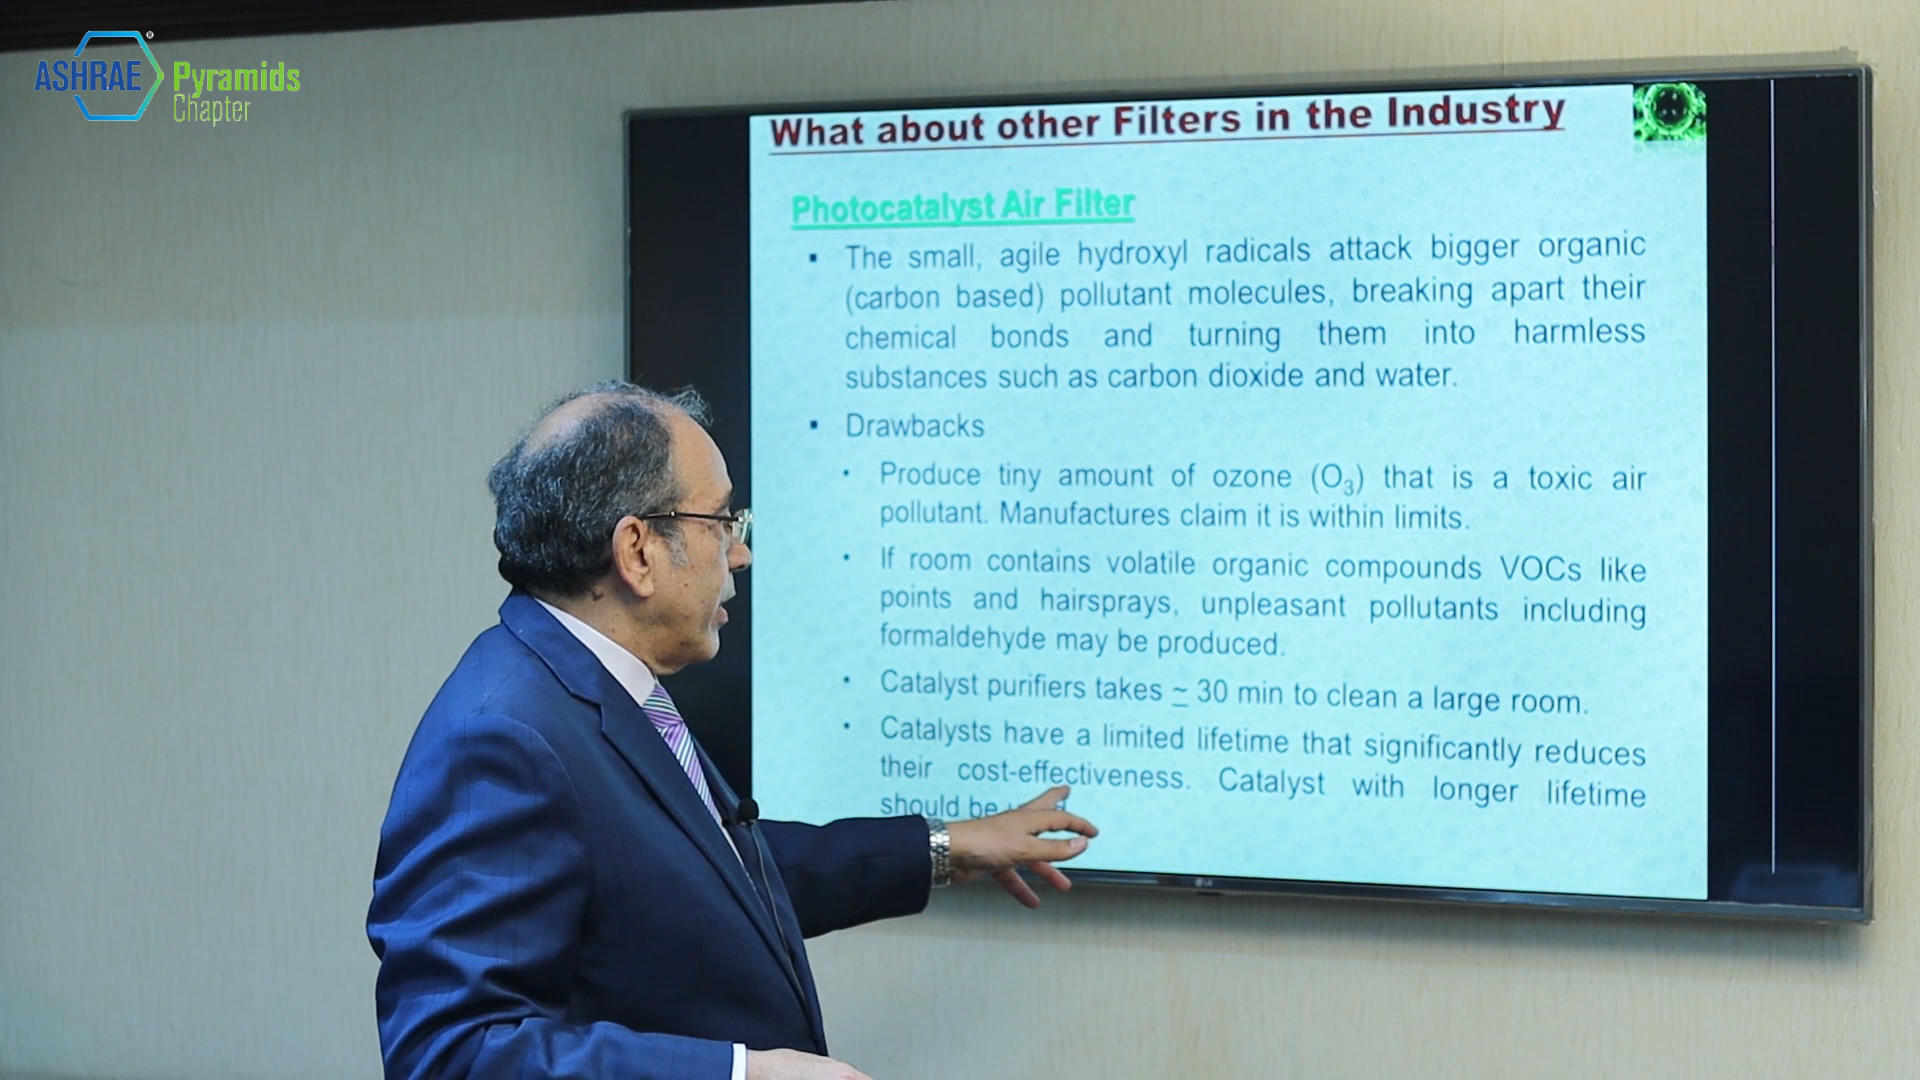 ASHRAE®
Pyramids
Chapter
What about other Filters in the Industry
Photocatalyst Air Filter
▪ The small, agile hydroxyl radicals attack bigger organic
(carbon based) pollutant molecules, breaking apart their
chemical bonds and turning them into harmless
substances such as carbon dioxide and water.
▪ Drawbacks
• Produce tiny amount of ozone (O₃) that is a toxic air
pollutant. Manufactures claim it is within limits.
• If room contains volatile organic compounds VOCs like
points and hairsprays, unpleasant pollutants including
formaldehyde may be produced.
• Catalyst purifiers takes ~ 30 min to clean a large room.
• Catalysts have a limited lifetime that significantly reduces
their cost-effectiveness. Catalyst with longer lifetime
should be
LG